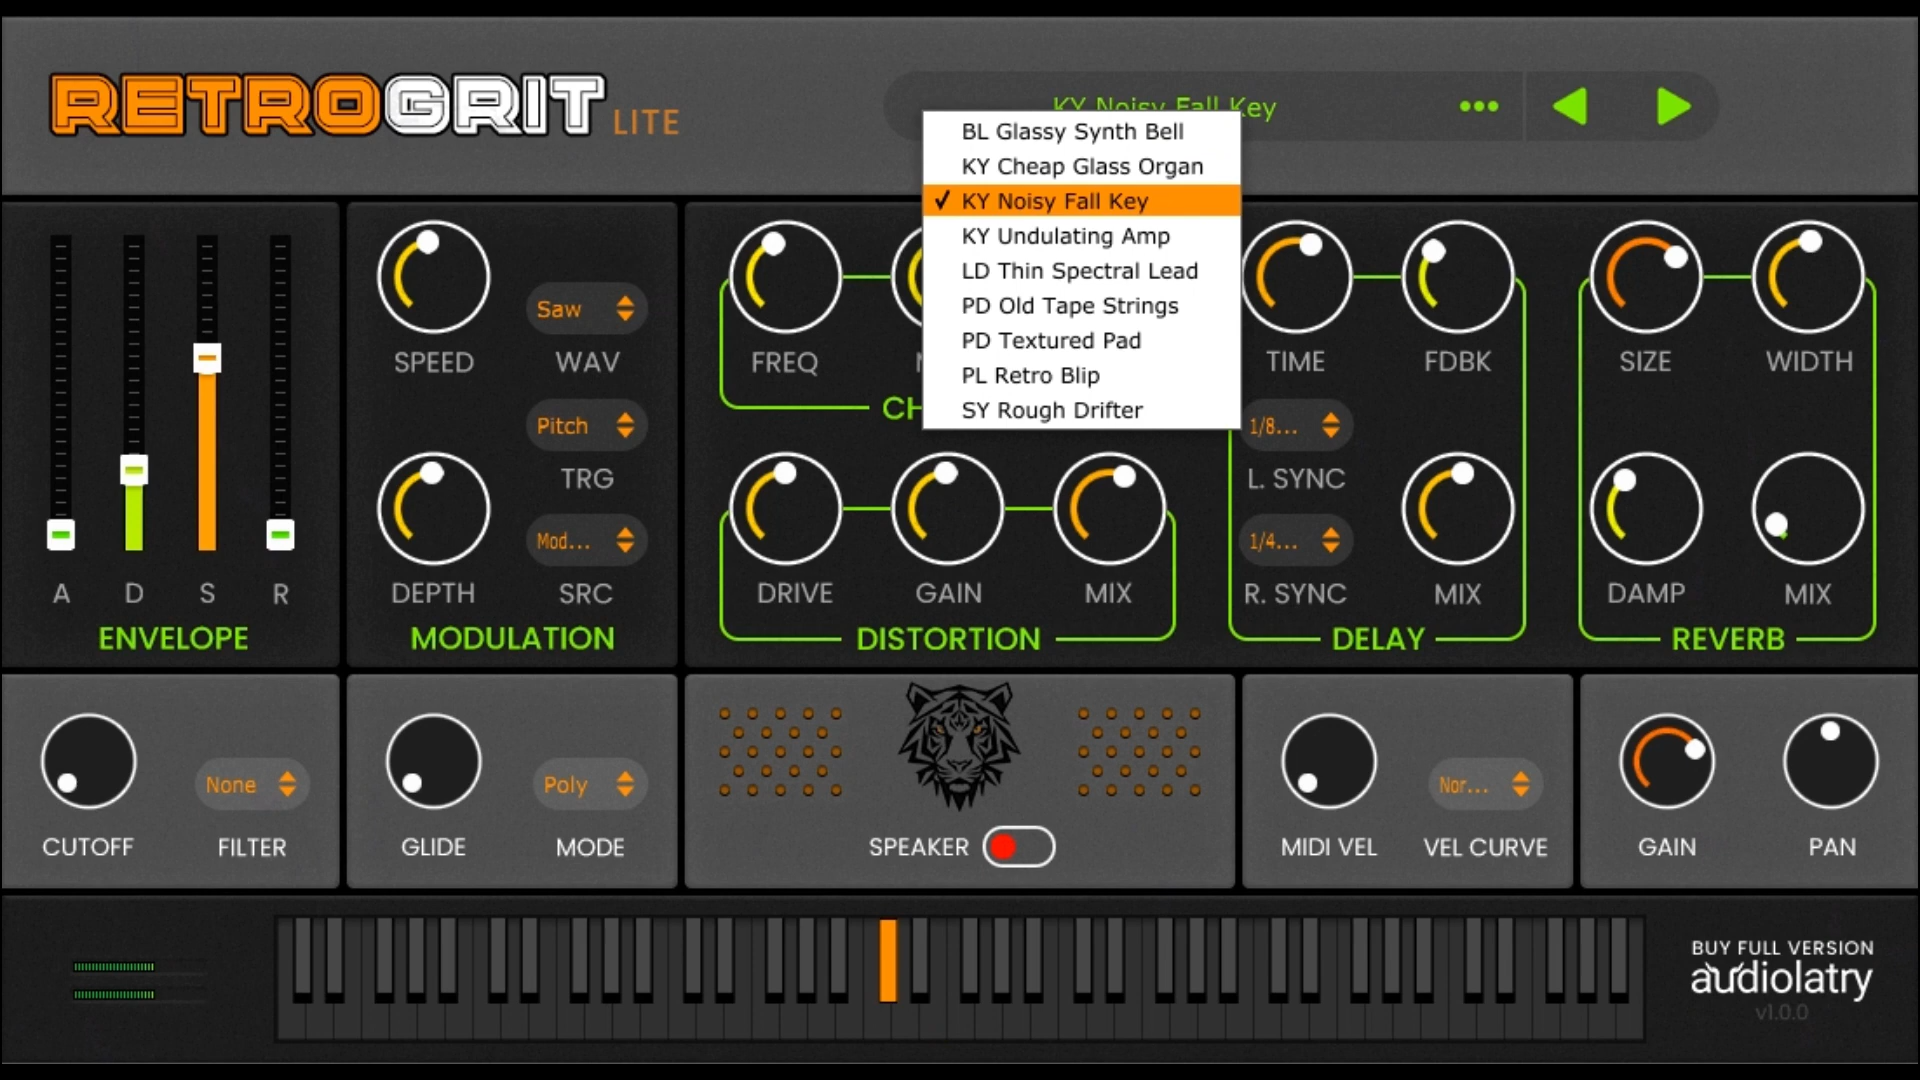 RETROGRIT LITE
KY Noisy Fall Key
BL Glassy Synth Bell
KY Cheap Glass Organ
✓ KY Noisy Fall Key
KY Undulating Amp
LD Thin Spectral Lead
PD Old Tape Strings
PD Textured Pad
PL Retro Blip
SY Rough Drifter
A D S R
ENVELOPE
SPEED
Saw
WAV
Pitch
TRG
DEPTH
Mod...
SRC
MODULATION
FREQ
CH
DRIVE GAIN MIX
DISTORTION
TIME FDBK
1/8...
L. SYNC
1/4...
R. SYNC
MIX
DELAY
SIZE WIDTH
DAMP MIX
REVERB
CUTOFF
None
FILTER
GLIDE
Poly
MODE
SPEAKER
MIDI VEL
Nor...
VEL CURVE
GAIN PAN
BUY FULL VERSION
audiolatry
v1.0.0